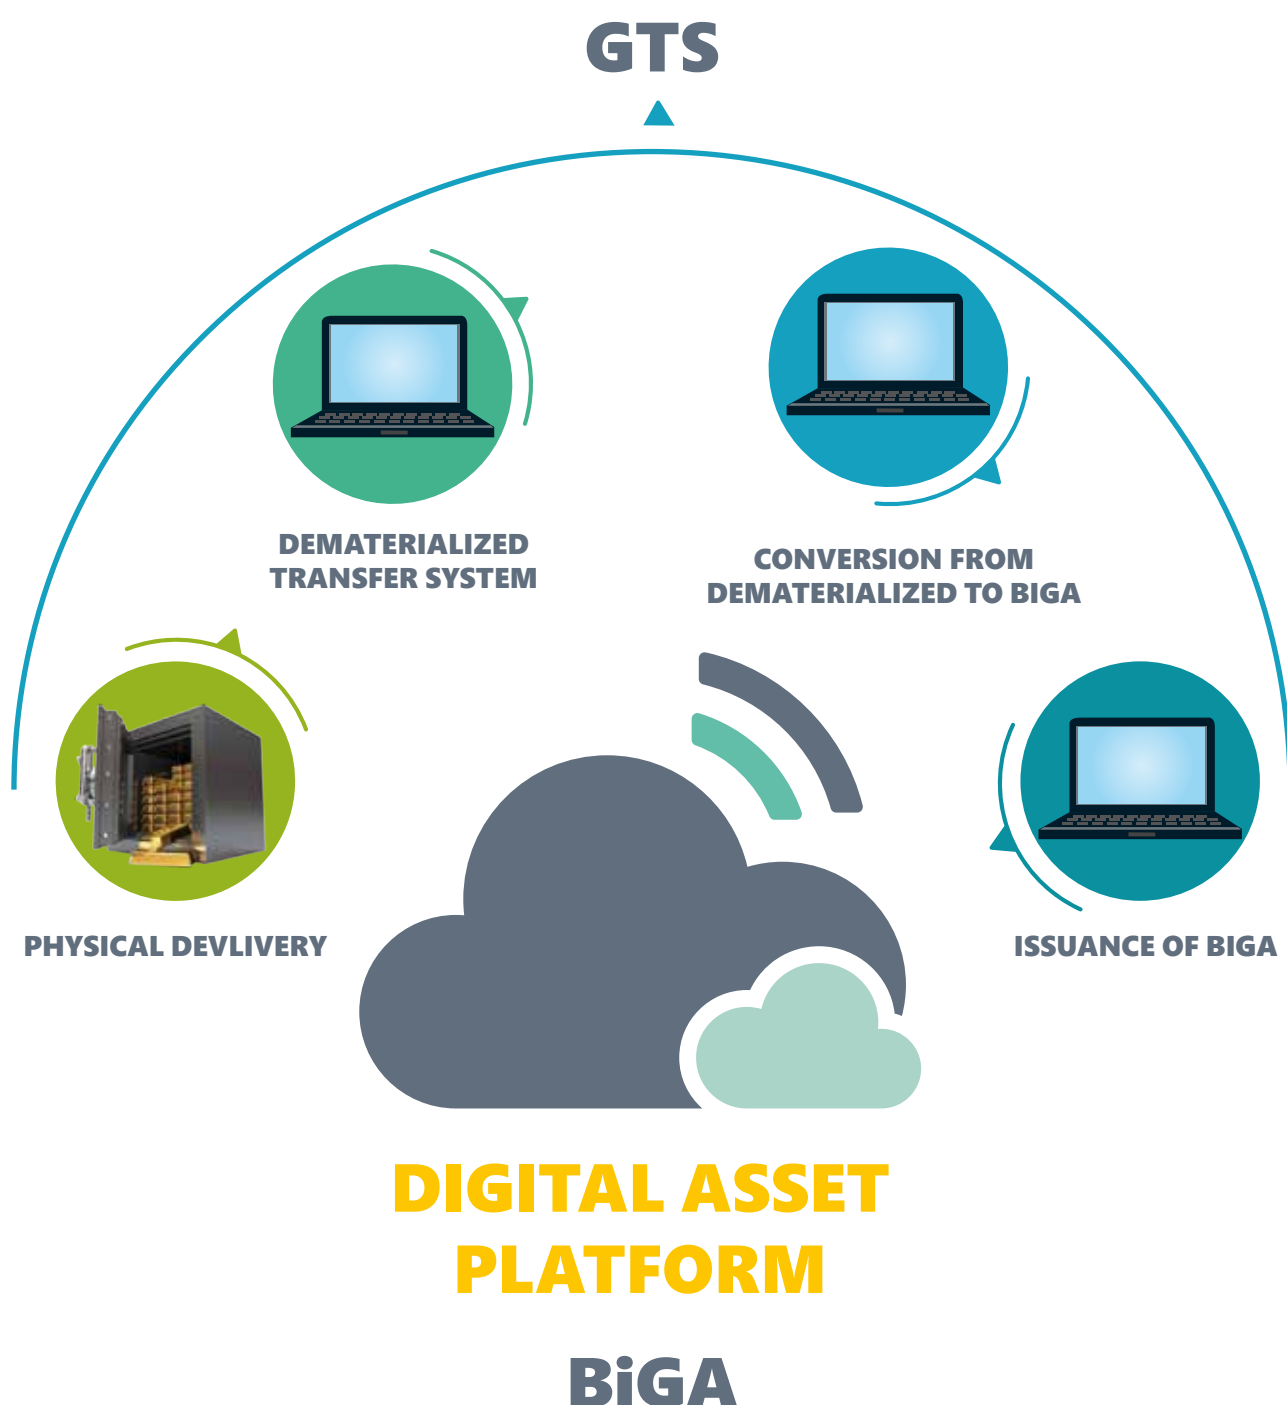 GTS
DEMATERIALIZED
TRANSFER SYSTEM
CONVERSION FROM
DEMATERIALIZED TO BIGA
PHYSICAL DEVLIVERY
ISSUANCE OF BIGA
DIGITAL ASSET
PLATFORM
BiGA